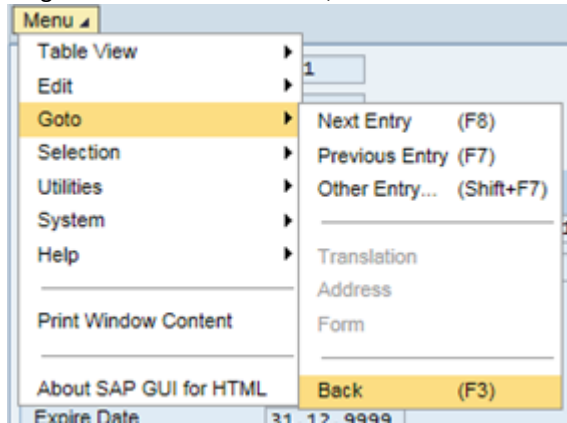 Menu
Table View
1
Edit
Goto
Next Entry (F8)
Selection
Previous Entry (F7)
Utilities
Other Entry... (Shift+F7)
System
Help
Translation
Address
Print Window Content
Form
About SAP GUI for HTML
Back (F3)
Expire Date 31.12.9999